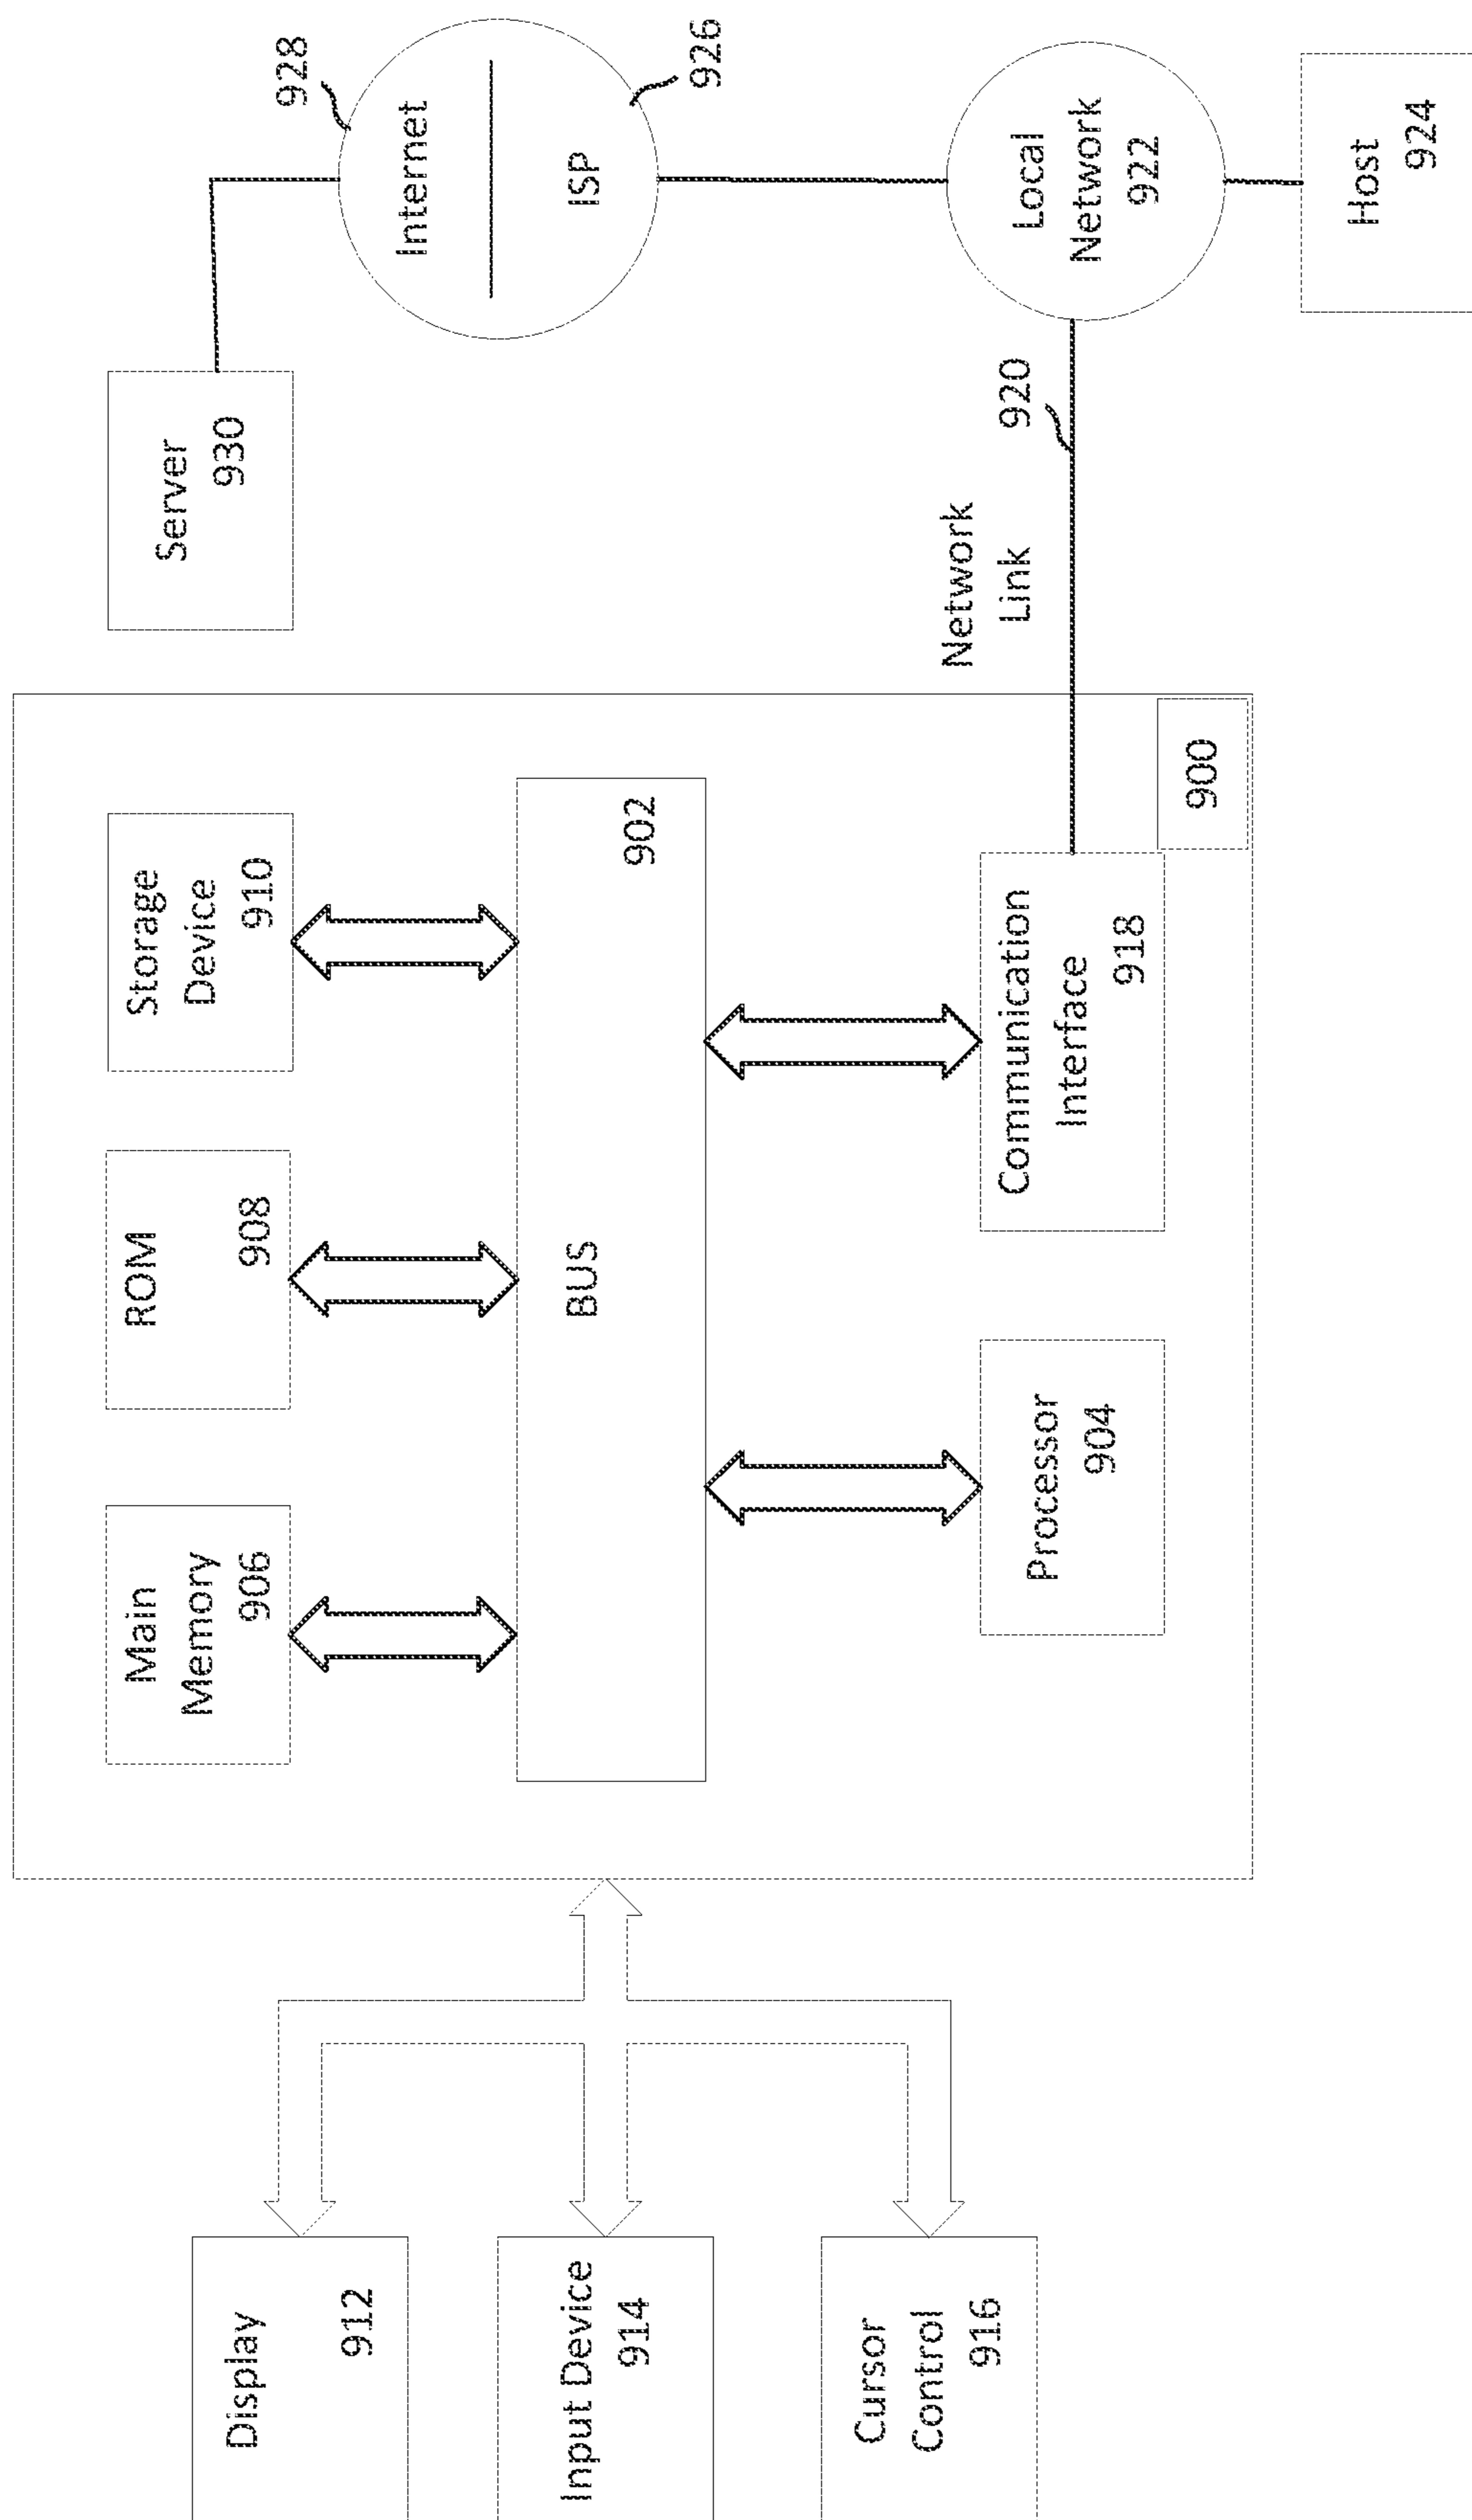 Display
912
Input Device
914
Cursor
Control
916
Main
Memory
906
ROM
908
Storage
Device
910
BUS
902
Processor
904
Communication
Interface
918
900
Network
Link
920
Server
930
928
Internet
ISP
926
Local
Network
922
Host
924